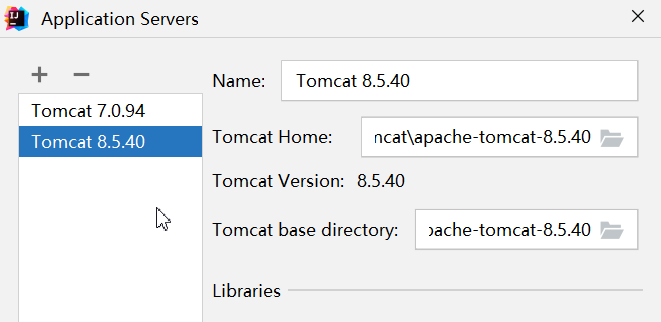 Application Servers
Name: Tomcat 8.5.40
Tomcat 7.0.94
Tomcat 8.5.40
Tomcat Home: ncat\apache-tomcat-8.5.40
Tomcat Version: 8.5.40
Tomcat base directory: pache-tomcat-8.5.40
Libraries